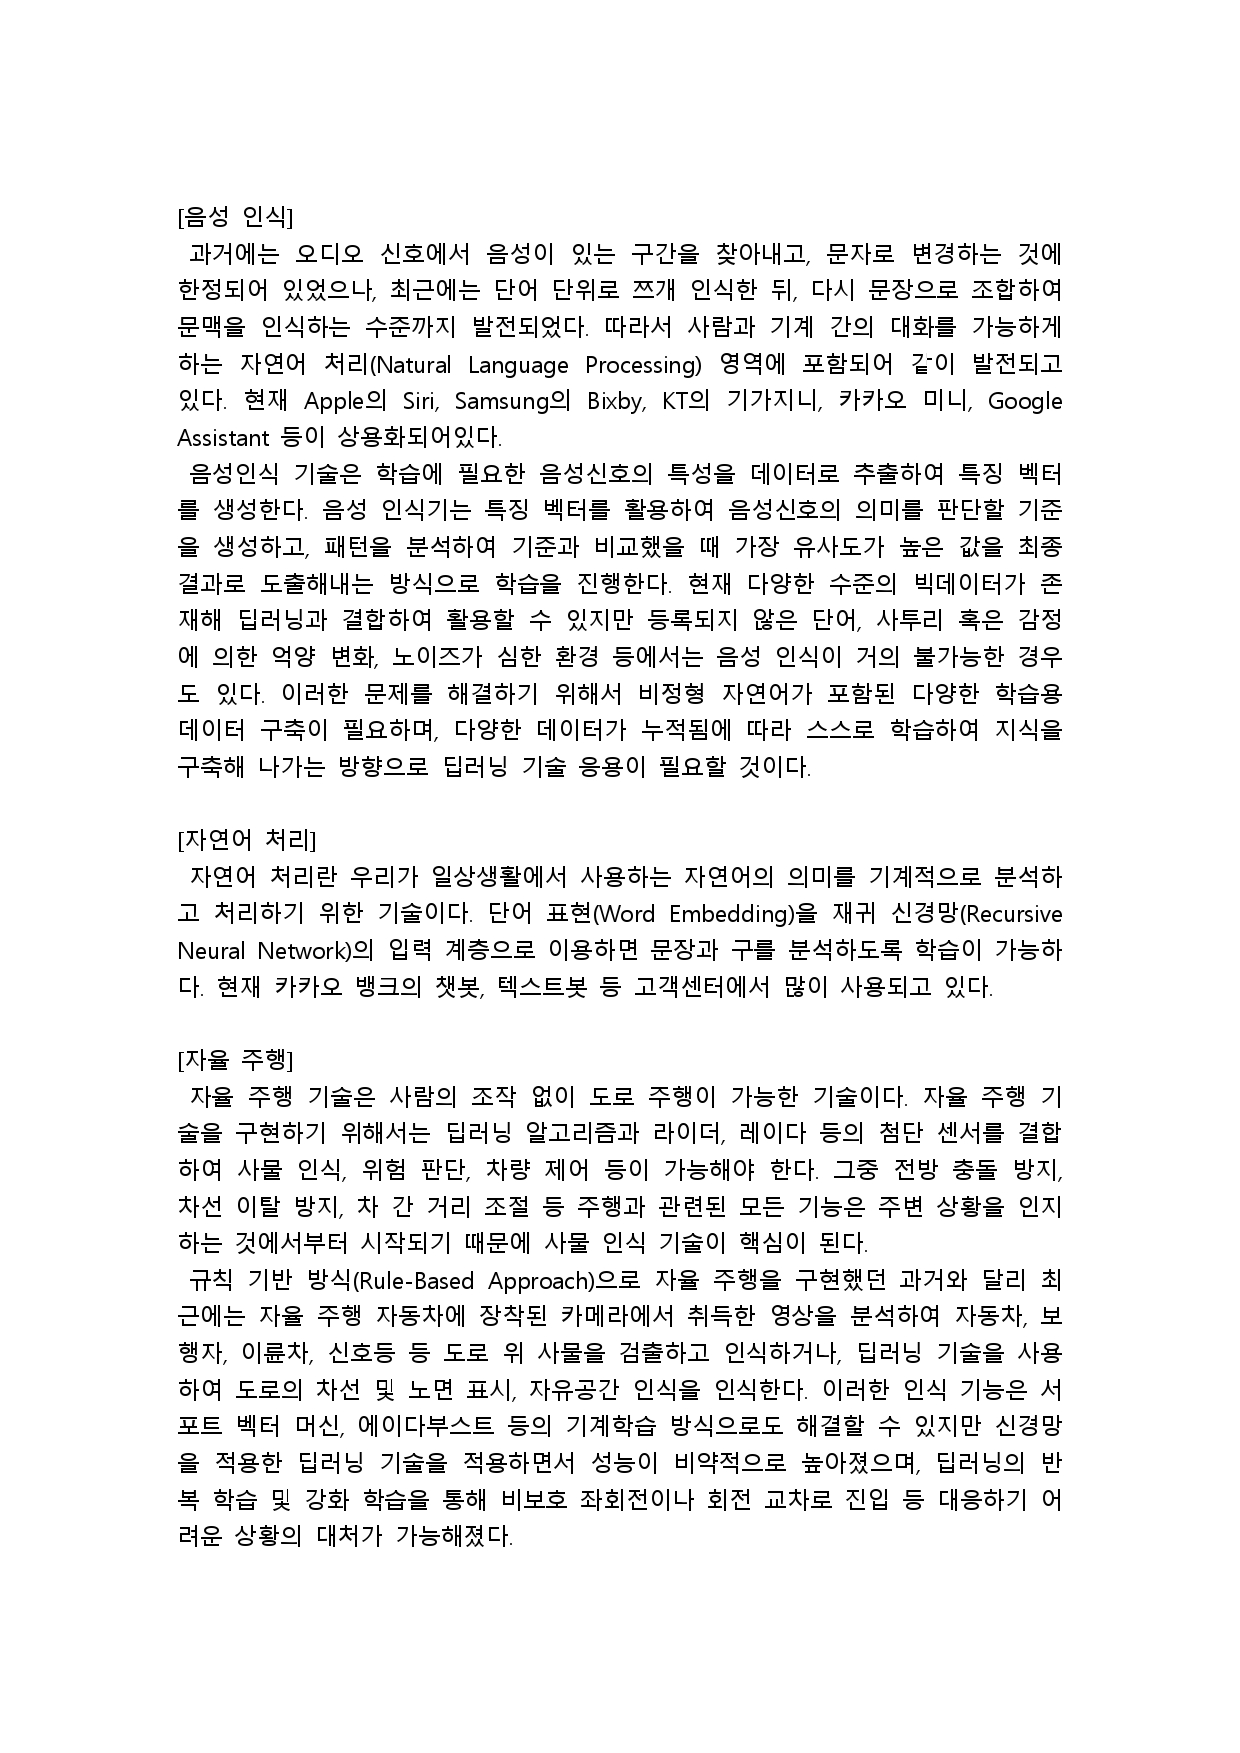 [음성 인식]
과거에는 오디오 신호에서 음성이 있는 구간을 찾아내고, 문자로 변경하는 것에
한정되어 있었으나, 최근에는 단어 단위로 쪼개 인식한 뒤, 다시 문장으로 조합하여
문맥을 인식하는 수준까지 발전되었다. 따라서 사람과 기계 간의 대화를 가능하게
하는 자연어 처리(Natural Language Processing) 영역에 포함되어 같이 발전되고
있다. 현재 Apple의 Siri, Samsung의 Bixby, KT의 기가지니, 카카오 미니, Google
Assistant 등이 상용화되어있다.
음성인식 기술은 학습에 필요한 음성신호의 특성을 데이터로 추출하여 특징 벡터
를 생성한다. 음성 인식기는 특징 벡터를 활용하여 음성신호의 의미를 판단할 기준
을 생성하고, 패턴을 분석하여 기준과 비교했을 때 가장 유사도가 높은 값을 최종
결과로 도출해내는 방식으로 학습을 진행한다. 현재 다양한 수준의 빅데이터가 존
재해 딥러닝과 결합하여 활용할 수 있지만 등록되지 않은 단어, 사투리 혹은 감정
에 의한 억양 변화, 노이즈가 심한 환경 등에서는 음성 인식이 거의 불가능한 경우
도 있다. 이러한 문제를 해결하기 위해서 비정형 자연어가 포함된 다양한 학습용
데이터 구축이 필요하며, 다양한 데이터가 누적됨에 따라 스스로 학습하여 지식을
구축해 나가는 방향으로 딥러닝 기술 응용이 필요할 것이다.
[자연어 처리]
자연어 처리란 우리가 일상생활에서 사용하는 자연어의 의미를 기계적으로 분석하
고 처리하기 위한 기술이다. 단어 표현(Word Embedding)을 재귀 신경망(Recursive
Neural Network)의 입력 계층으로 이용하면 문장과 구를 분석하도록 학습이 가능하
다. 현재 카카오 뱅크의 챗봇, 텍스트봇 등 고객센터에서 많이 사용되고 있다.
[자율 주행]
자율 주행 기술은 사람의 조작 없이 도로 주행이 가능한 기술이다. 자율 주행 기
술을 구현하기 위해서는 딥러닝 알고리즘과 라이더, 레이다 등의 첨단 센서를 결합
하여 사물 인식, 위험 판단, 차량 제어 등이 가능해야 한다. 그중 전방 충돌 방지,
차선 이탈 방지, 차 간 거리 조절 등 주행과 관련된 모든 기능은 주변 상황을 인지
하는 것에서부터 시작되기 때문에 사물 인식 기술이 핵심이 된다.
규칙 기반 방식(Rule-Based Approach)으로 자율 주행을 구현했던 과거와 달리 최
근에는 자율 주행 자동차에 장착된 카메라에서 취득한 영상을 분석하여 자동차, 보
행자, 이륜차, 신호등 등 도로 위 사물을 검출하고 인식하거나, 딥러닝 기술을 사용
하여 도로의 차선 및 노면 표시, 자유공간 인식을 인식한다. 이러한 인식 기능은 서
포트 벡터 머신, 에이다부스트 등의 기계학습 방식으로도 해결할 수 있지만 신경망
을 적용한 딥러닝 기술을 적용하면서 성능이 비약적으로 높아졌으며, 딥러닝의 반
복 학습 및 강화 학습을 통해 비보호 좌회전이나 회전 교차로 진입 등 대응하기 어
려운 상황의 대처가 가능해졌다.